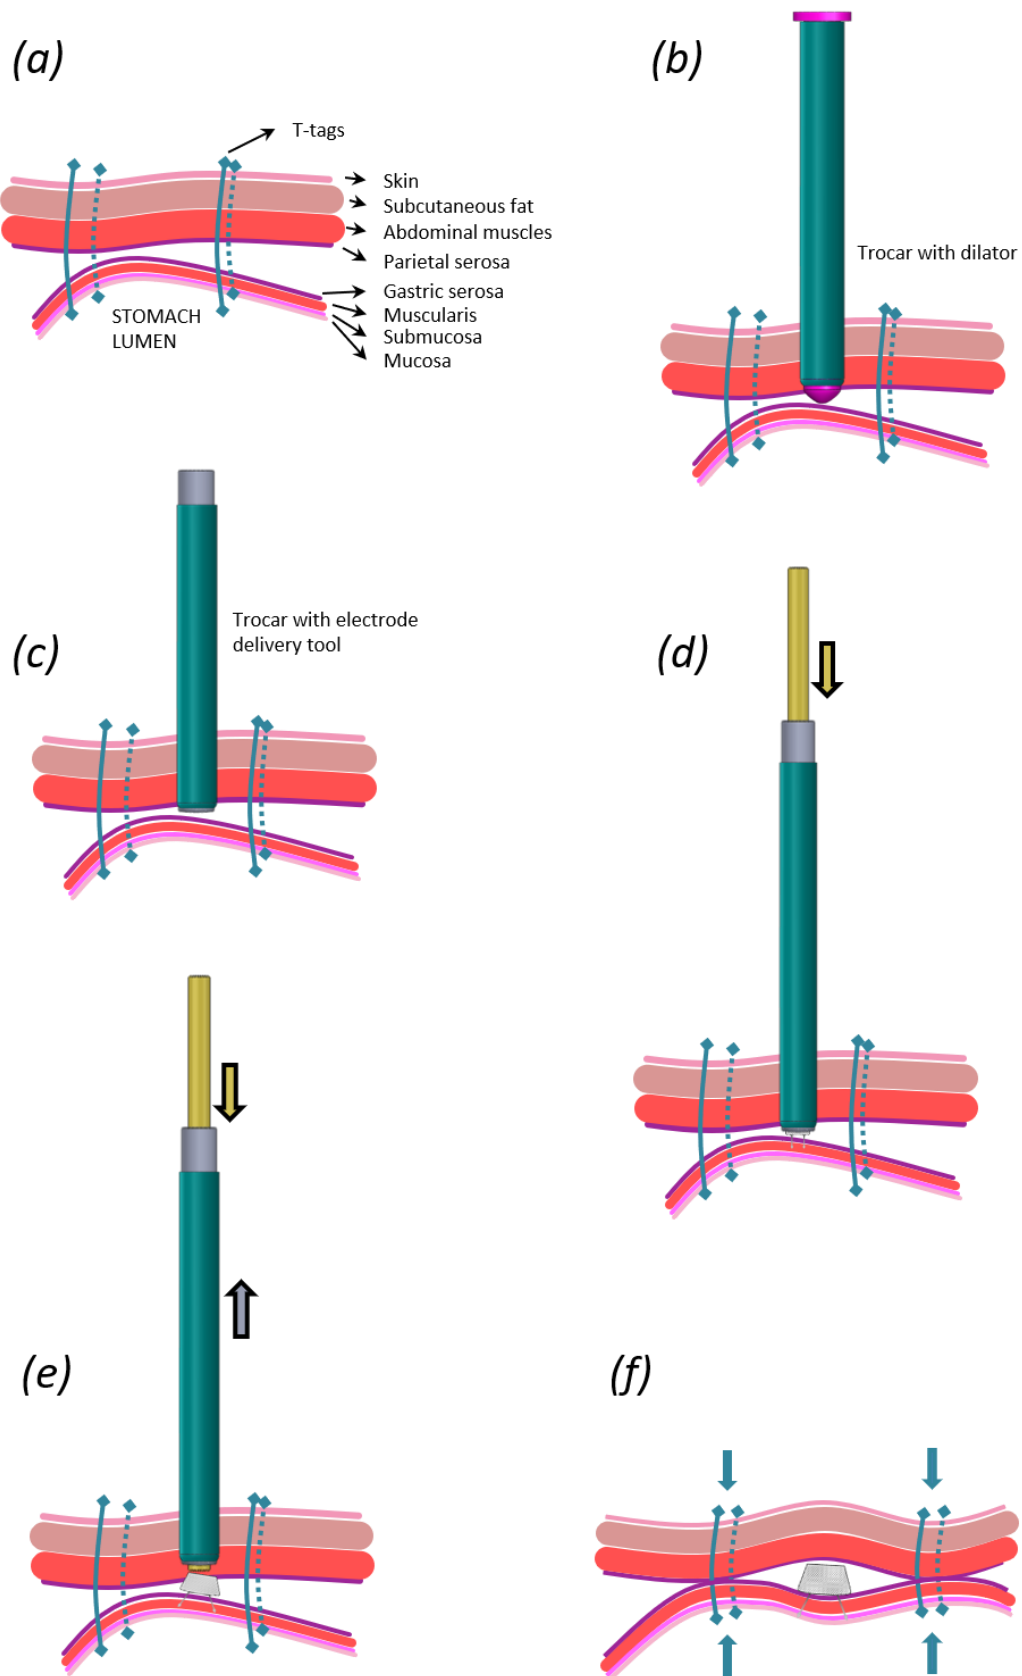 (a)
(b)
T-tags
Skin
Subcutaneous fat
Abdominal muscles
Parietal serosa
Gastric serosa
Muscularis
Submucosa
Mucosa
STOMACH
LUMEN
Trocar with dilator
(c)
Trocar with electrode
delivery tool
(d)
(e)
(f)